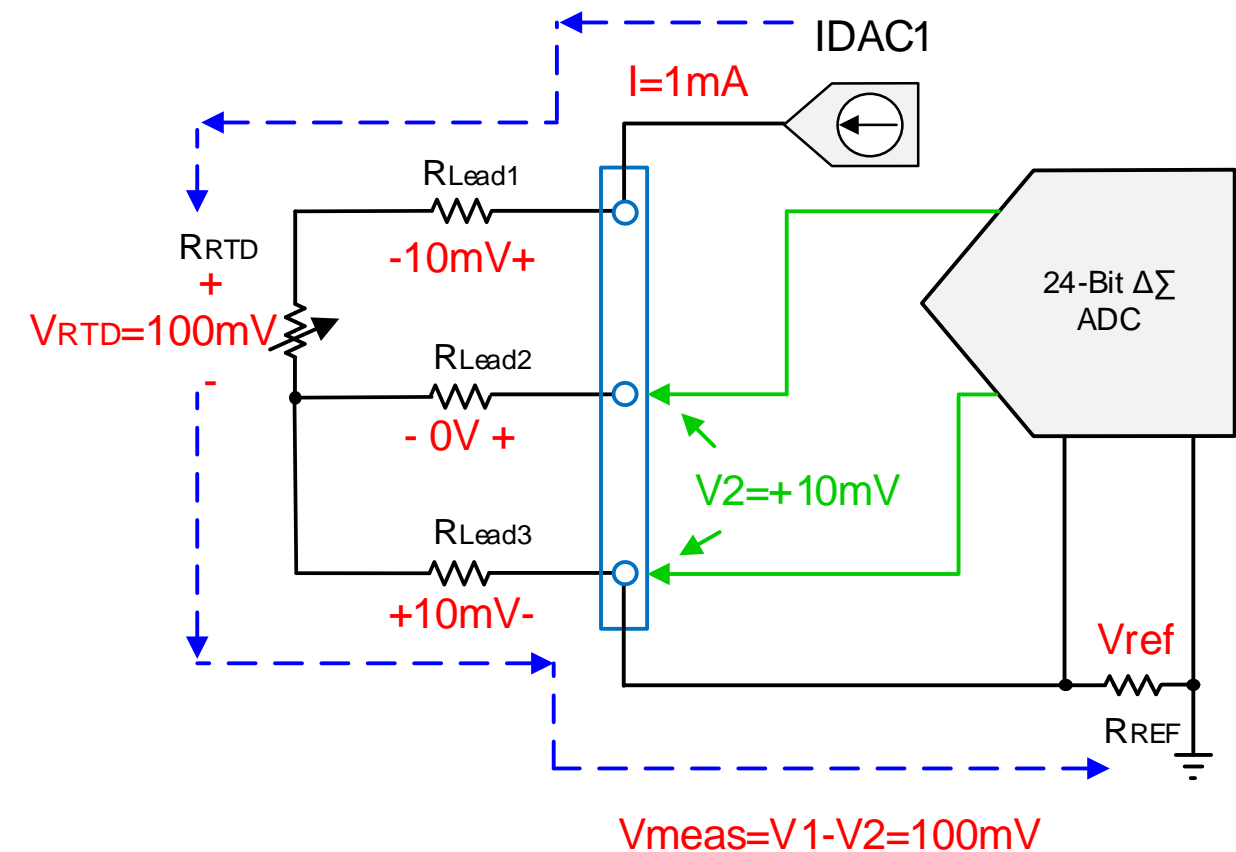 IDAC1
I=1mA
RLead1
-10mV+
RRTD
+
VRTD=100mV
-
24-Bit ΔΣ
ADC
RLead2
- 0V +
V2=+10mV
RLead3
+10mV-
Vref
RREF
Vmeas=V1-V2=100mV